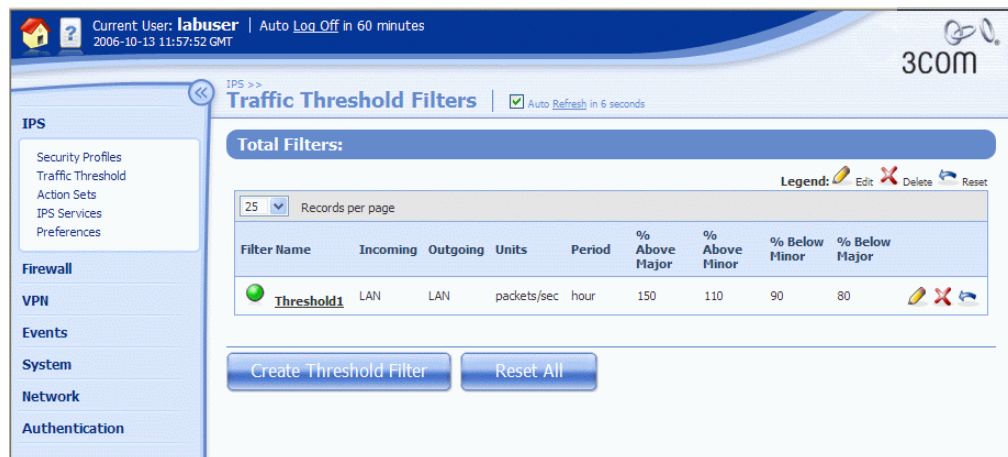 Current User: labuser | Auto Log Off in 60 minutes
2006-10-13 11:57:52 GMT
3COM
IPS >>
Traffic Threshold Filters | Auto Refresh in 6 seconds
IPS
Security Profiles
Traffic Threshold
Action Sets
IPS Services
Preferences
Firewall
VPN
Events
System
Network
Authentication
Total Filters:
Legend: Edit Delete Reset
25 Records per page
Filter Name Incoming Outgoing Units Period % Above Major % Above Minor % Below Minor % Below Major
Threshold1 LAN LAN packets/sec hour 150 110 90 80
Create Threshold Filter Reset All